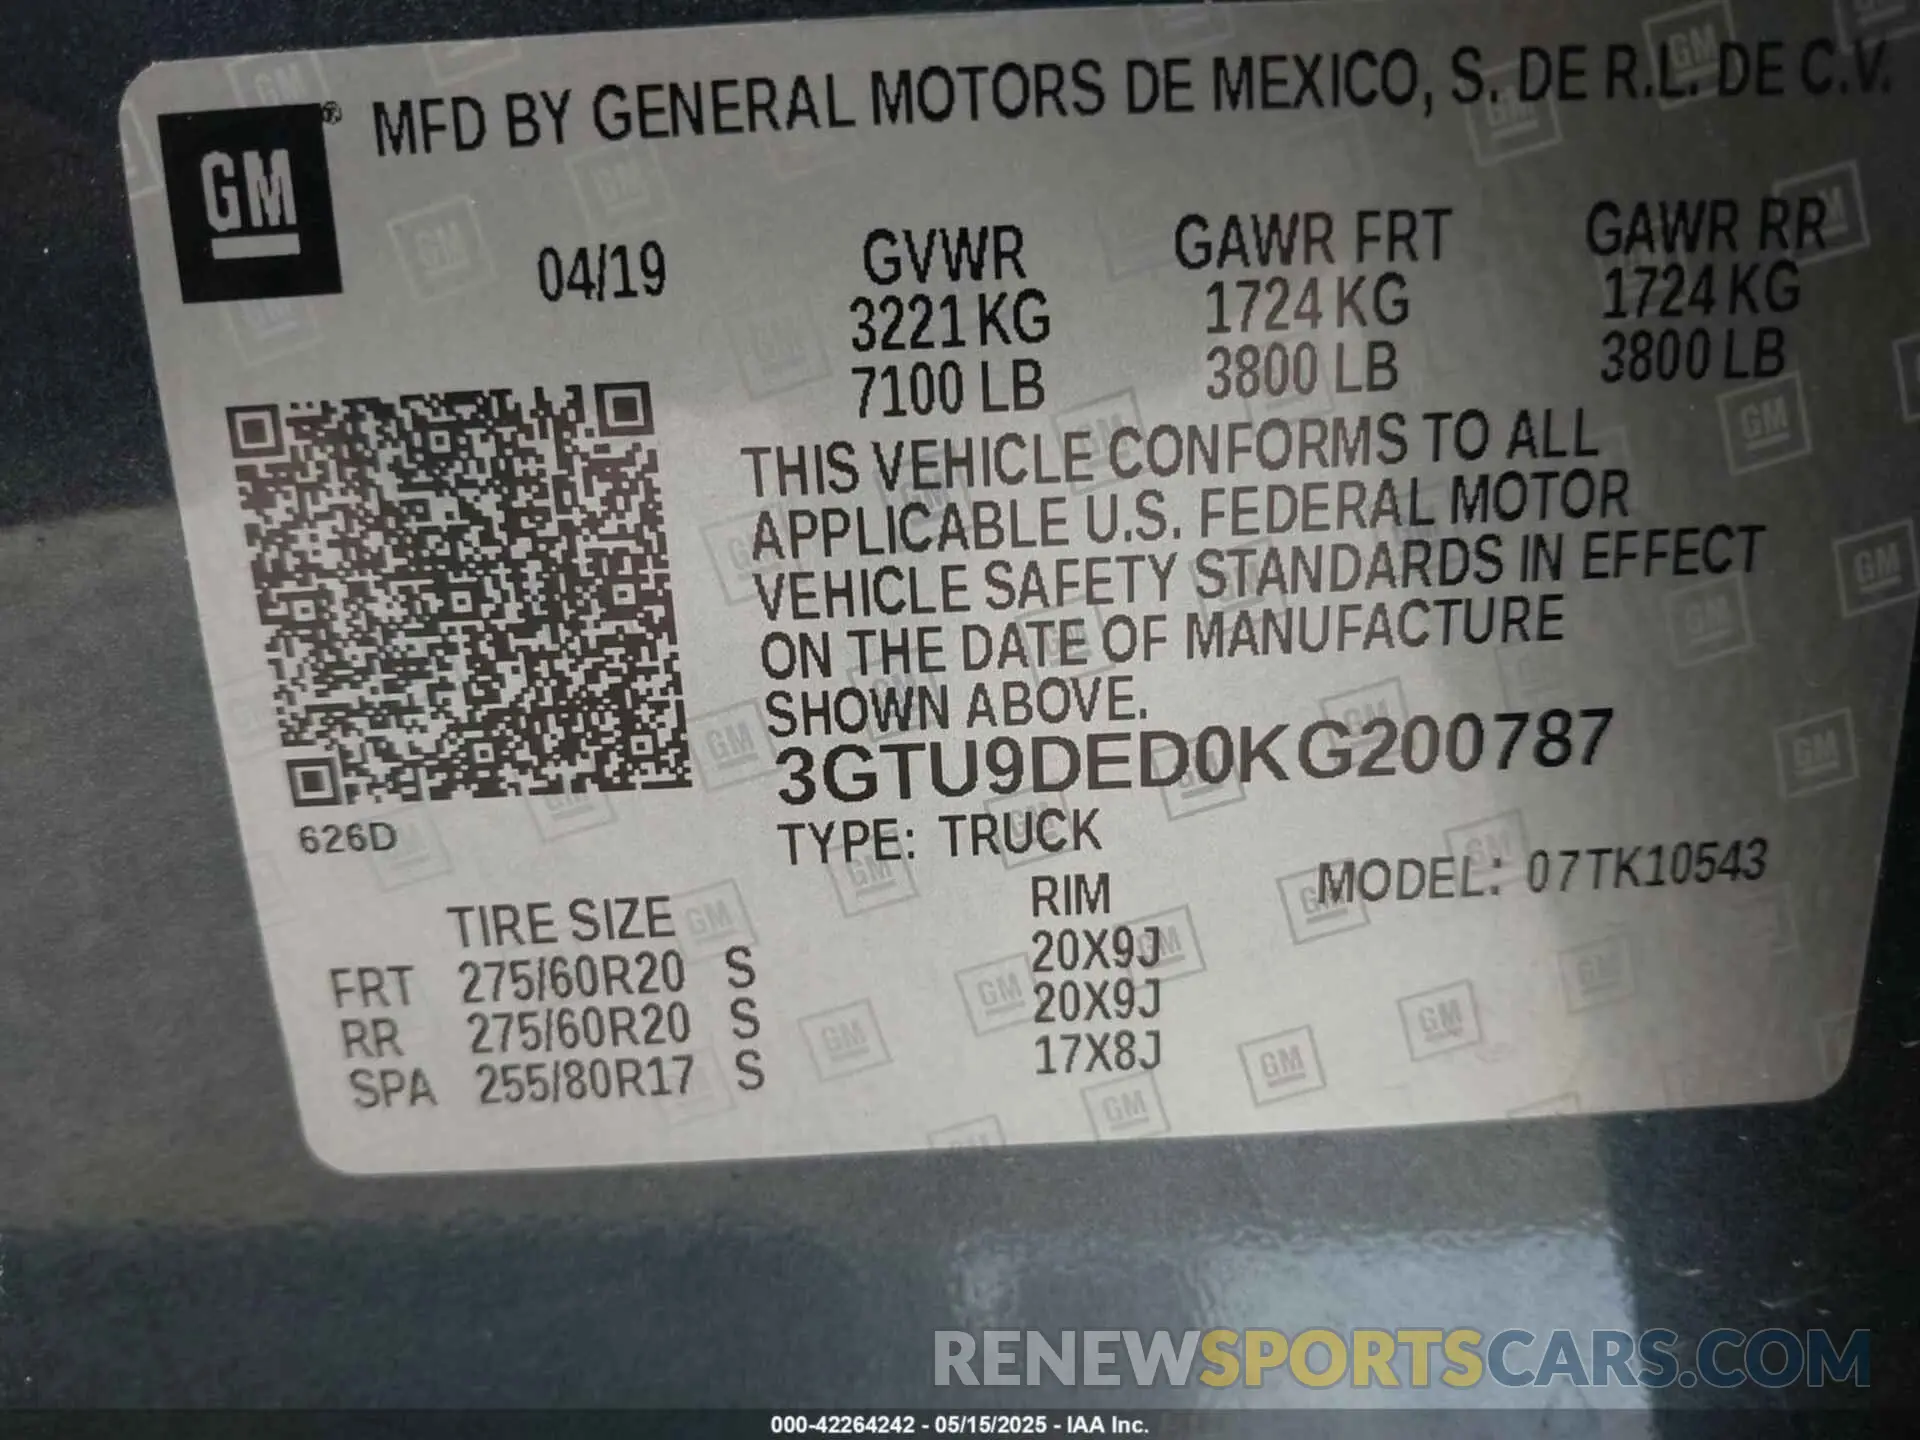 GM® MFD BY GENERAL MOTORS DE MEXICO, S. DE R.L. DE C.V.
04/19
GVWR GAWR FRT GAWR RR
3221 KG 1724 KG 1724 KG
7100 LB 3800 LB 3800 LB
THIS VEHICLE CONFORMS TO ALL
APPLICABLE U.S. FEDERAL MOTOR
VEHICLE SAFETY STANDARDS IN EFFECT
ON THE DATE OF MANUFACTURE
SHOWN ABOVE.
3GTU9DED0KG200787
626D
TYPE: TRUCK
MODEL: 07TK10543
TIRE SIZE RIM
FRT 275/60R20 S 20X9J
RR 275/60R20 S 20X9J
SPA 255/80R17 S 17X8J
RENEWSPORTSCARS.COM
000-42264242 - 05/15/2025 - IAA Inc.